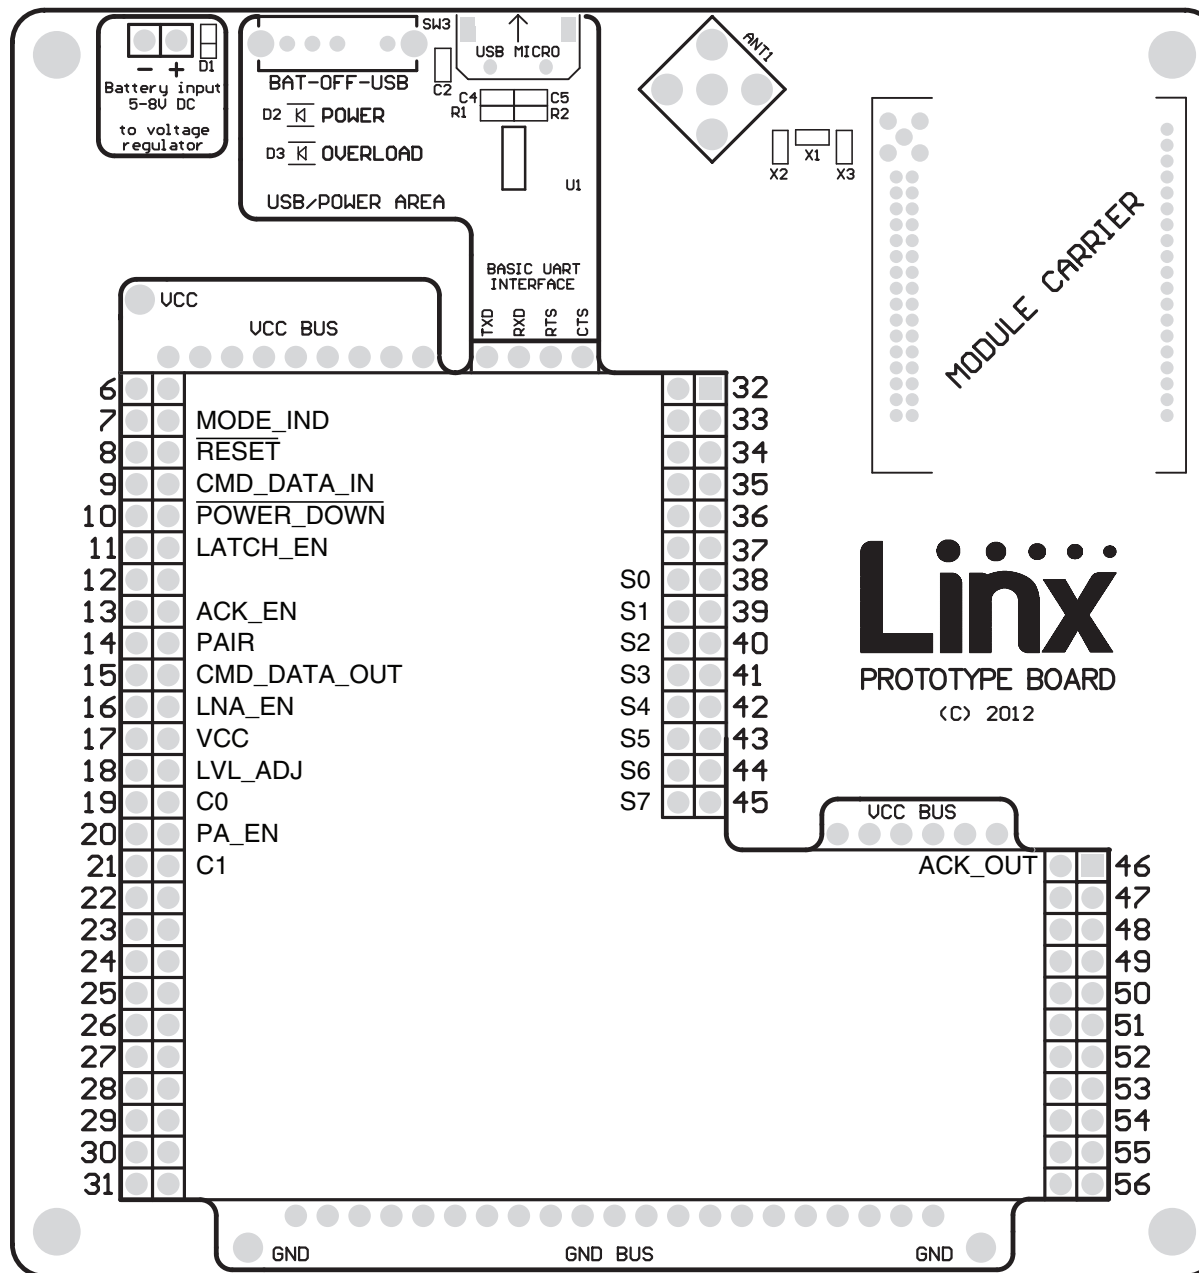 - +
D1
Battery input
5-8V DC
to voltage
regulator
SW3
BAT-OFF-USB
C2
D2 POWER
D3 OVERLOAD
USB/POWER AREA
USB MICRO
C4 C5
R1 R2
U1
ANT1
X2 X1 X3
MODULE CARRIER
BASIC UART
INTERFACE
TXD RXD RTS CTS
VCC
VCC BUS
6
7 MODE_IND
8 RESET
9 CMD_DATA_IN
10 POWER_DOWN
11 LATCH_EN
12
13 ACK_EN
14 PAIR
15 CMD_DATA_OUT
16 LNA_EN
17 VCC
18 LVL_ADJ
19 C0
20 PA_EN
21 C1
22
23
24
25
26
27
28
29
30
31
32
33
34
35
36
37
S0 38
S1 39
S2 40
S3 41
S4 42
S5 43
S6 44
S7 45
Linx
PROTOTYPE BOARD
(C) 2012
VCC BUS
ACK_OUT 46
47
48
49
50
51
52
53
54
55
56
GND GND BUS GND